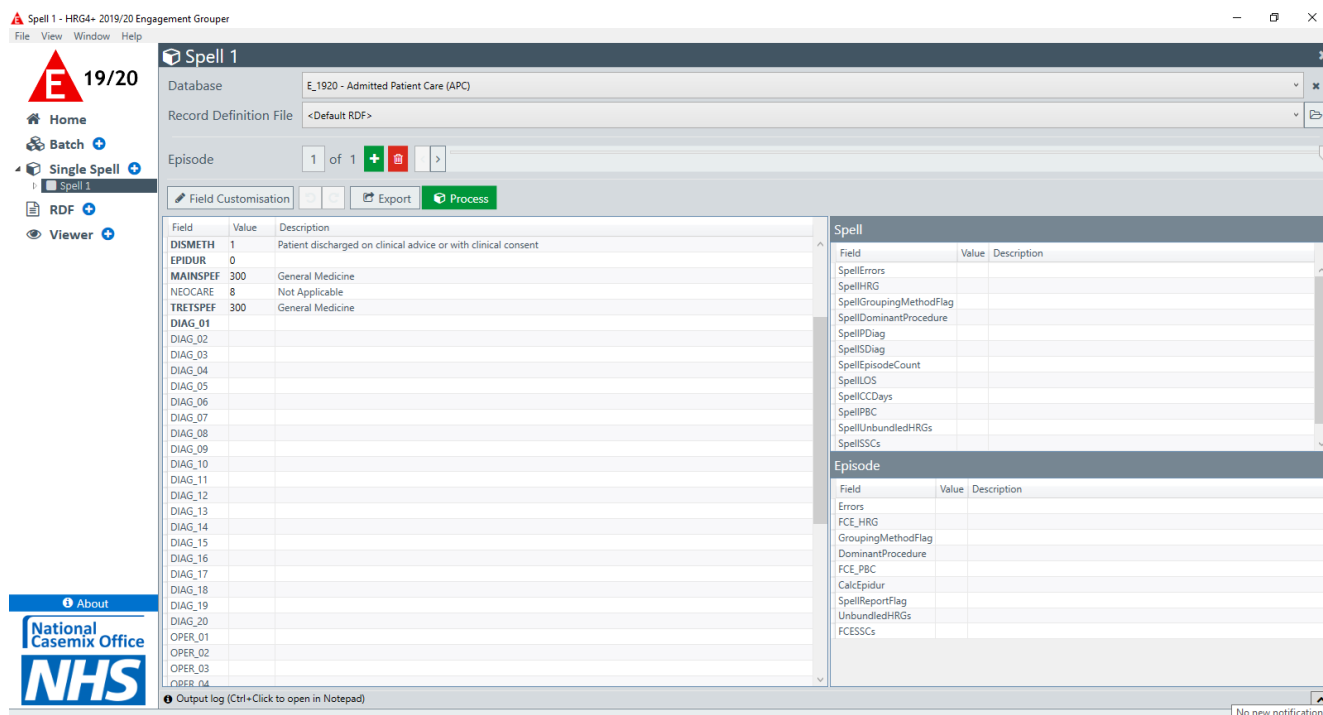 Spell 1 - HRG4+ 2019/20 Engagement Grouper
File View Window Help
E 19/20
Home
Batch
Single Spell
Spell 1
RDF
Viewer
About
National
Casemix Office
NHS
Spell 1
Database E_1920 - Admitted Patient Care (APC)
Record Definition File <Default RDF>
Episode 1 of 1
Field Customisation Export Process
Field Value Description
DISMETH 1 Patient discharged on clinical advice or with clinical consent
EPIDUR 0
MAINSPEF 300 General Medicine
NEOCARE 8 Not Applicable
TRETSPEF 300 General Medicine
DIAG_01
DIAG_02
DIAG_03
DIAG_04
DIAG_05
DIAG_06
DIAG_07
DIAG_08
DIAG_09
DIAG_10
DIAG_11
DIAG_12
DIAG_13
DIAG_14
DIAG_15
DIAG_16
DIAG_17
DIAG_18
DIAG_19
DIAG_20
OPER_01
OPER_02
OPER_03
OPER_04
Spell
Field Value Description
SpellErrors
SpellHRG
SpellGroupingMethodFlag
SpellDominantProcedure
SpellPDiag
SpellSDiag
SpellEpisodeCount
SpellLOS
SpellCCDays
SpellPBC
SpellUnbundledHRGs
SpellSSCs
Episode
Field Value Description
Errors
FCE_HRG
GroupingMethodFlag
DominantProcedure
FCE_PBC
CalcEpidur
SpellReportFlag
UnbundledHRGs
FCESSCs
Output log (Ctrl+Click to open in Notepad)
No new notification